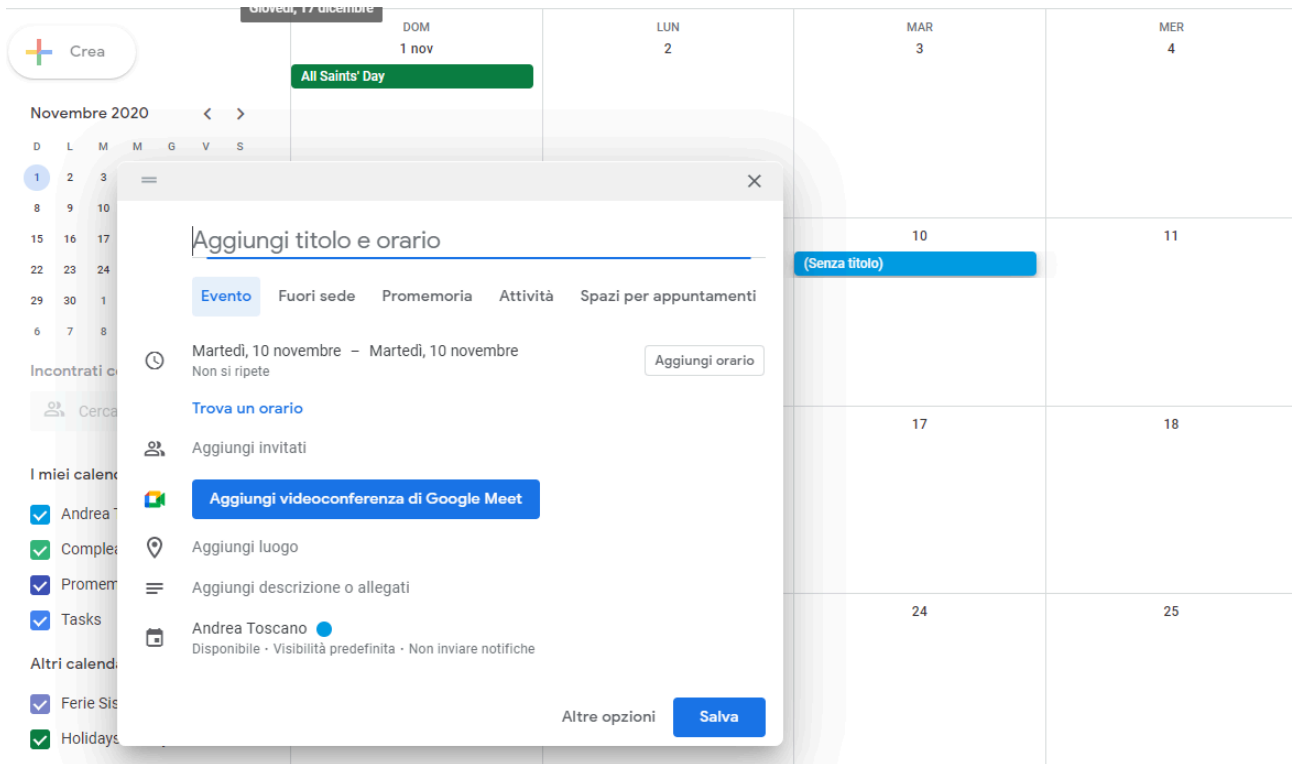 Giovedì, 17 dicembre
DOM LUN MAR MER
1 nov 2 3 4
Crea
All Saints' Day
Novembre 2020
D L M M G V S
1 2 3
8 9 10
15 16 17
22 23 24
29 30 1
6 7 8
Incontrati
Cerca
I miei
Andrea
Tasks
Altri
Ferie
Holidays
Aggiungi titolo e orario
Evento Fuori sede Promemoria Attività Spazi per appuntamenti
Martedì, 10 novembre – Martedì, 10 novembre
Non si ripete
Aggiungi orario
Trova un orario
Aggiungi invitati
Aggiungi videoconferenza di Google Meet
Aggiungi luogo
Aggiungi descrizione o allegati
Andrea Toscano
Disponibile · Visibilità predefinita · Non inviare notifiche
Altre opzioni Salva
10 11
(Senza titolo)
17 18
24 25